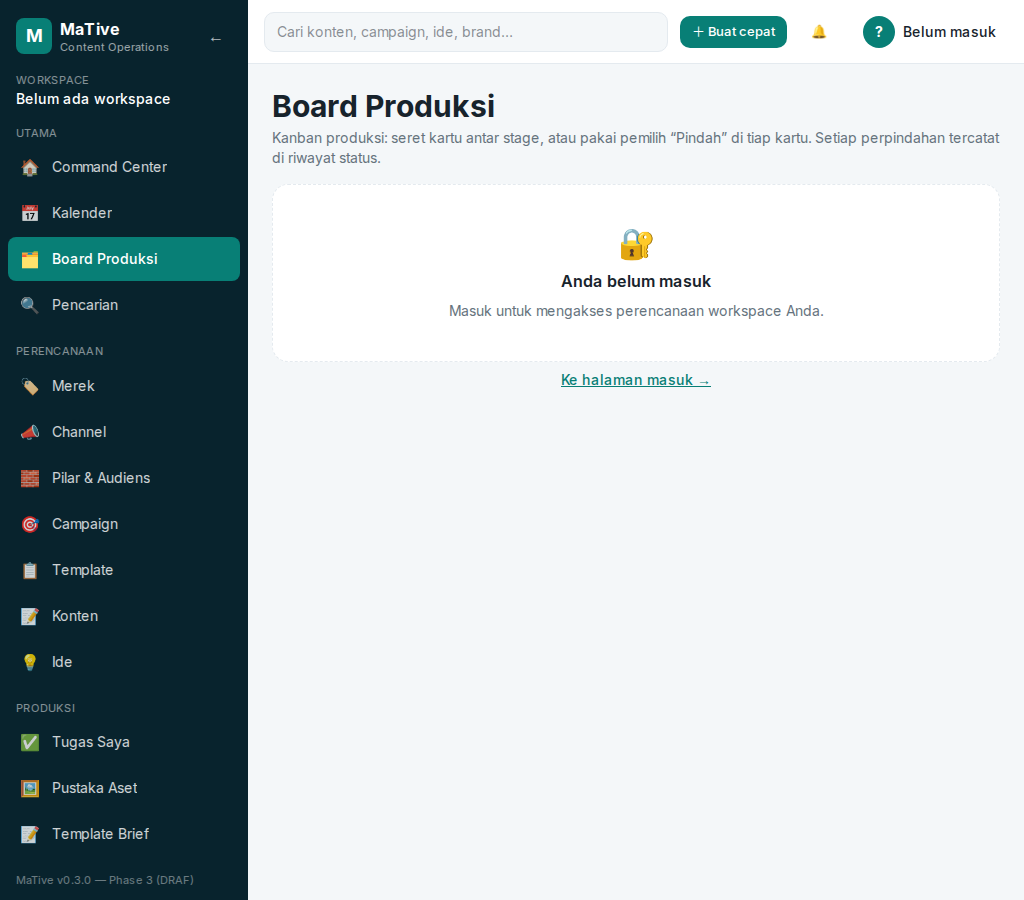 M
MaTive
Content Operations
←
WORKSPACE
Belum ada workspace
UTAMA
Command Center
Kalender
Board Produksi
Pencarian
PERENCANAAN
Merek
Channel
Pilar & Audiens
Campaign
Template
Konten
Ide
PRODUKSI
Tugas Saya
Pustaka Aset
Template Brief
MaTive v0.3.0 — Phase 3 (DRAF)
Cari konten, campaign, ide, brand...
+ Buat cepat
?
Belum masuk
Board Produksi
Kanban produksi: seret kartu antar stage, atau pakai pemilih “Pindah” di tiap kartu. Setiap perpindahan tercatat
di riwayat status.
Anda belum masuk
Masuk untuk mengakses perencanaan workspace Anda.
Ke halaman masuk →